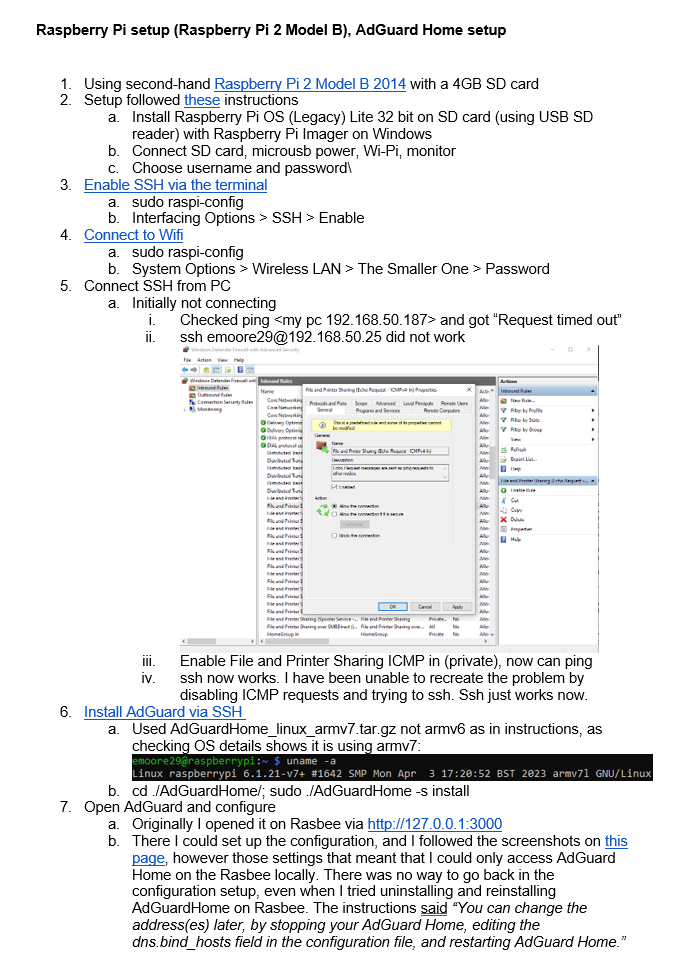 Raspberry Pi setup (Raspberry Pi 2 Model B), AdGuard Home setup
1. Using second-hand Raspberry Pi 2 Model B 2014 with a 4GB SD card
2. Setup followed these instructions
a. Install Raspberry Pi OS (Legacy) Lite 32 bit on SD card (using USB SD
reader) with Raspberry Pi Imager on Windows
b. Connect SD card, microusb power, Wi-Pi, monitor
c. Choose username and password\
3. Enable SSH via the terminal
a. sudo raspi-config
b. Interfacing Options > SSH > Enable
4. Connect to Wifi
a. sudo raspi-config
b. System Options > Wireless LAN > The Smaller One > Password
5. Connect SSH from PC
a. Initially not connecting
i. Checked ping <my pc 192.168.50.187> and got “Request timed out”
ii. ssh emoore29@192.168.50.25 did not work
Windows Defender Firewall with Advanced Security
File Action View Help
Windows Defender Firewall wit
Inbound Rules
Outbound Rules
Connection Security Rules
Monitoring
Inbound Rules
Name
File and Printer Sharing (Echo Request - ICMPv4-In) Properties
Protocols and Ports Scope Advanced Local Principals Remote Users
General Programs and Services Remote Computers
This is a predefined rule and some of its properties cannot
be modified.
General
Name:
File and Printer Sharing (Echo Request - ICMPv4-In)
Description:
Echo Request messages are sent as ping requests to
other nodes.
Enabled
Action
Allow the connection
Allow the connection if it is secure
Block the connection
OK Cancel Apply
File and Printer Sharing (Spooler Service -... File and Printer Sharing Private... No Allo
File and Printer Sharing over SMBDirect (i... File and Printer Sharing over... All No Allo
HomeGroup In HomeGroup Private No Allo
Actions
Inbound Rules
New Rule...
Filter by Profile
Filter by State
Filter by Group
View
Refresh
Export List...
Help
File and Printer Sharing (Echo Request -...
Enable Rule
Cut
Copy
Delete
Properties
Help
iii. Enable File and Printer Sharing ICMP in (private), now can ping
iv. ssh now works. I have been unable to recreate the problem by
disabling ICMP requests and trying to ssh. Ssh just works now.
6. Install AdGuard via SSH
a. Used AdGuardHome_linux_armv7.tar.gz not armv6 as in instructions, as
checking OS details shows it is using armv7:
emoore29@raspberrypi:~ $ uname -a
Linux raspberrypi 6.1.21-v7+ #1642 SMP Mon Apr 3 17:20:52 BST 2023 armv7l GNU/Linux
b. cd ./AdGuardHome/; sudo ./AdGuardHome -s install
7. Open AdGuard and configure
a. Originally I opened it on Rasbee via http://127.0.0.1:3000
b. There I could set up the configuration, and I followed the screenshots on this
page, however those settings that meant that I could only access AdGuard
Home on the Rasbee locally. There was no way to go back in the
configuration setup, even when I tried uninstalling and reinstalling
AdGuardHome on Rasbee. The instructions said “You can change the
address(es) later, by stopping your AdGuard Home, editing the
dns.bind_hosts field in the configuration file, and restarting AdGuard Home.”